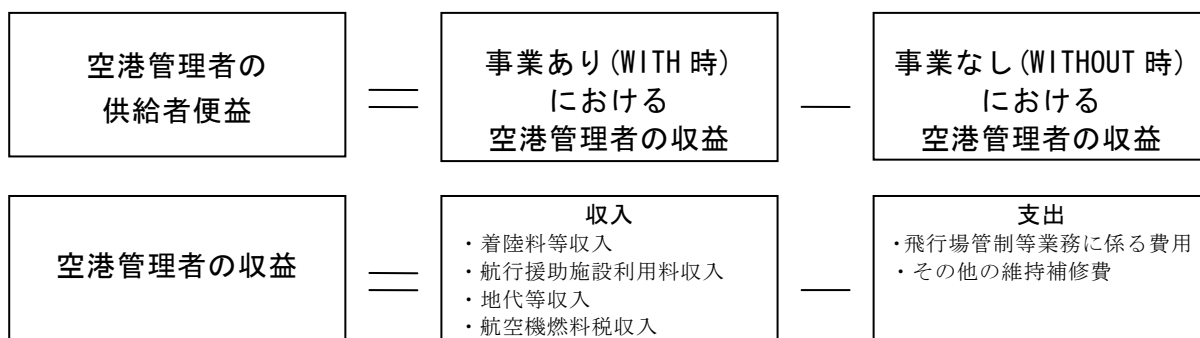 空港管理者の
供給者便益
＝
事業あり(WITH 時)
における
空港管理者の収益
―
事業なし(WITHOUT 時)
における
空港管理者の収益
空港管理者の収益
＝
収入
・着陸料等収入
・航行援助施設利用料収入
・地代等収入
・航空機燃料税収入
―
支出
・飛行場管制等業務に係る費用
・その他の維持補修費